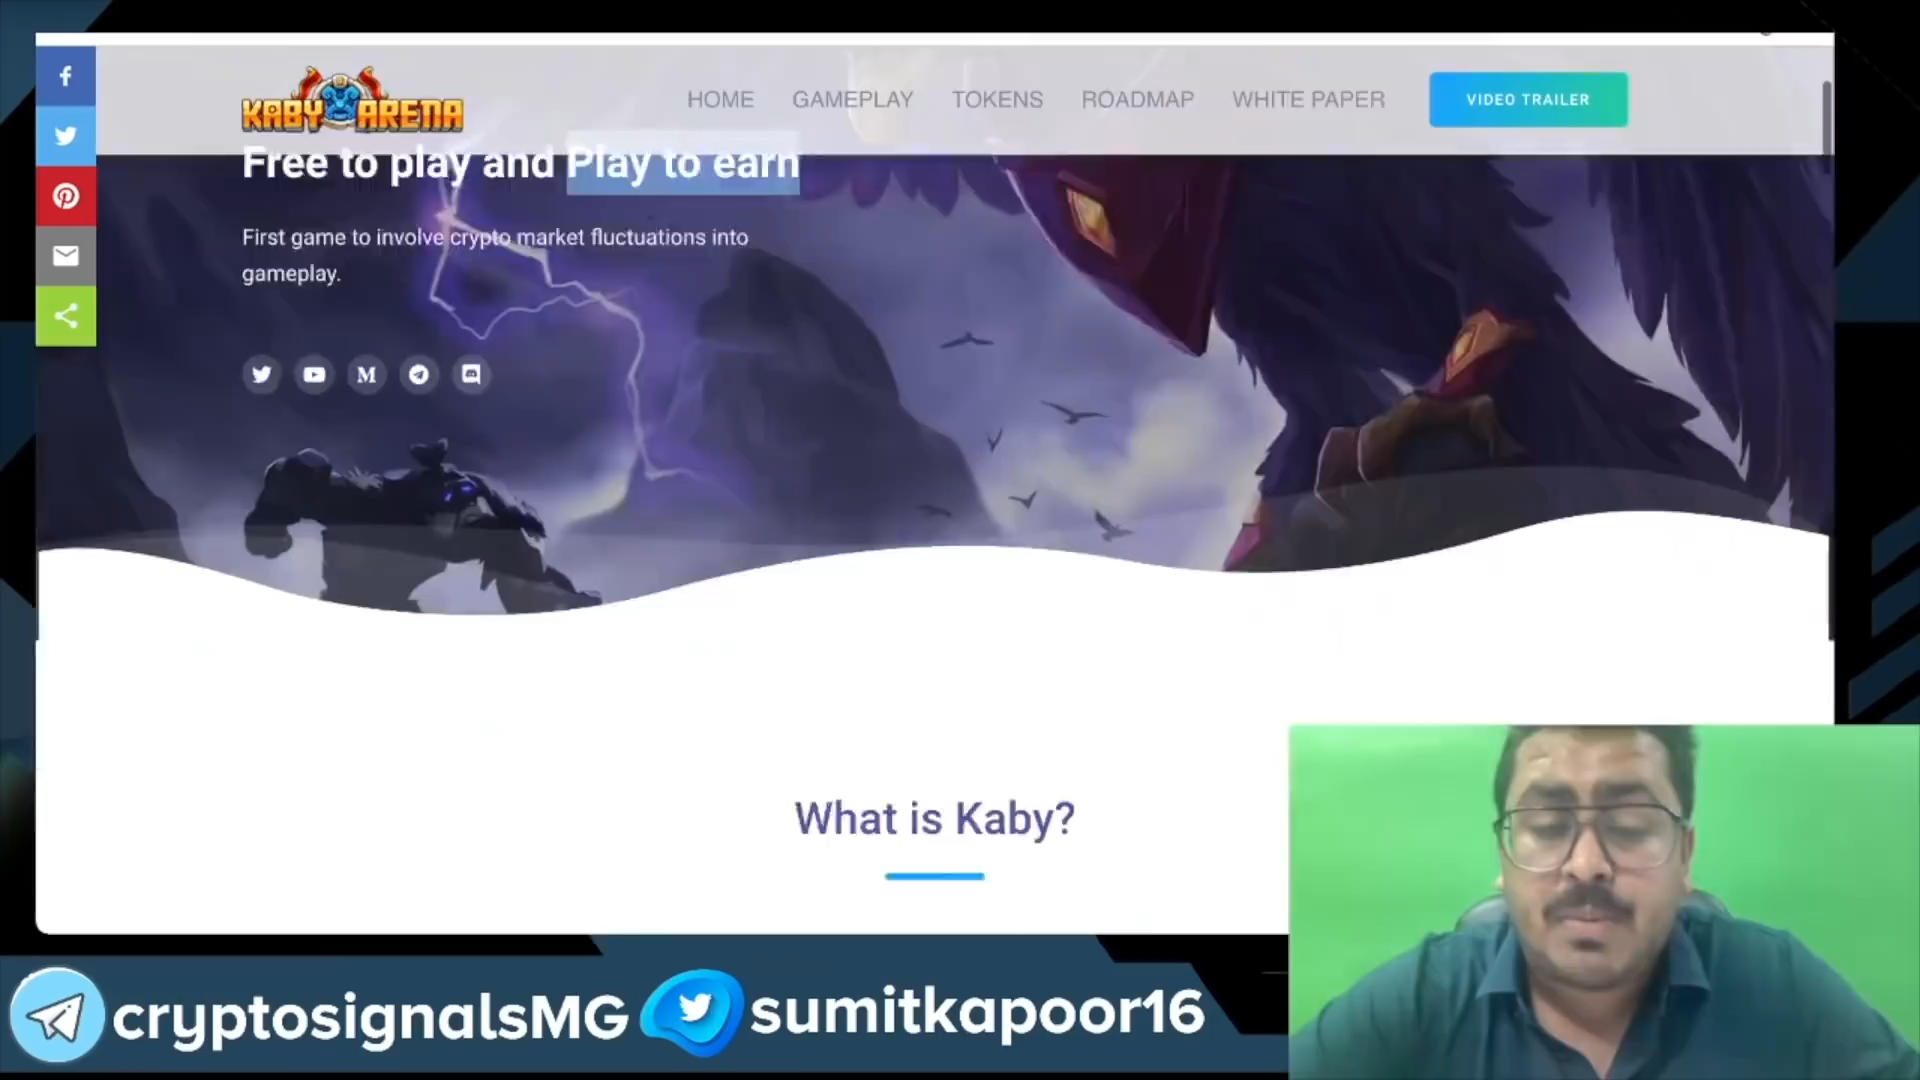 KABY ARENA
HOME GAMEPLAY TOKENS ROADMAP WHITE PAPER VIDEO TRAILER
Free to play and Play to earn
First game to involve crypto market fluctuations into
gameplay.
What is Kaby?
cryptosignalsMG sumitkapoor16